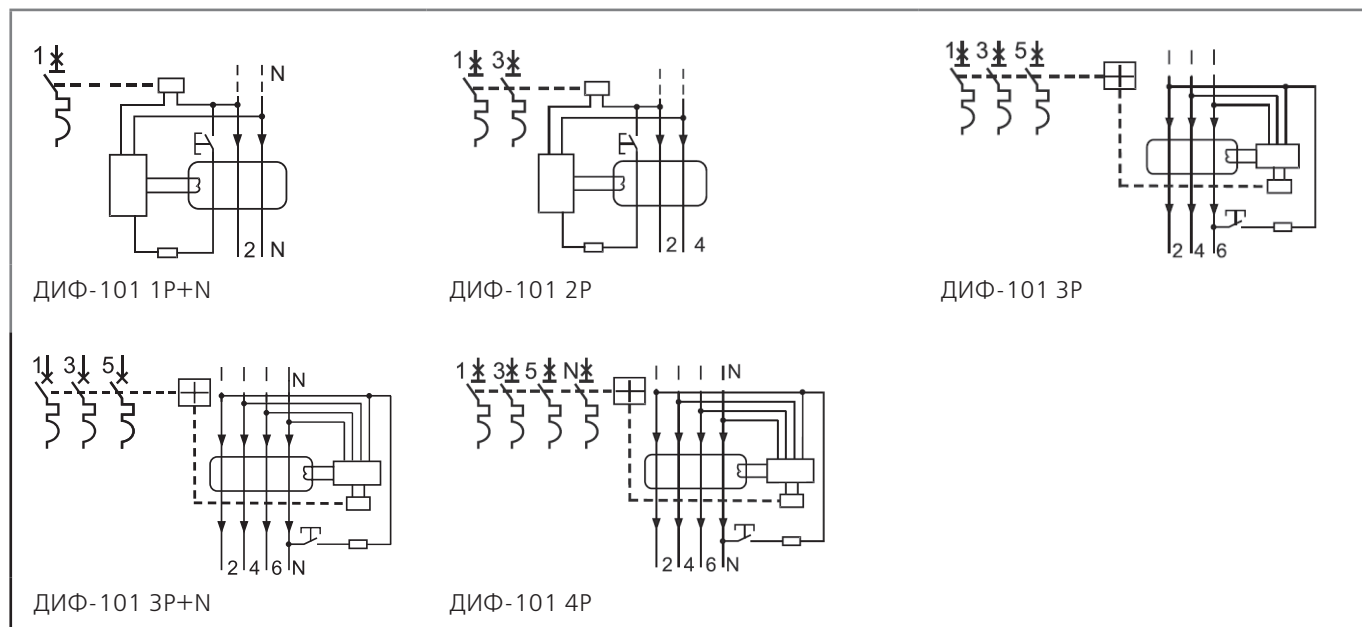 1
N
2 N
ДИФ-101 1P+N
1 3
2 4
ДИФ-101 2P
1 3 5
2 4 6
ДИФ-101 3P
1 3 5
N
2 4 6 N
ДИФ-101 3P+N
1 3 5 N
N
2 4 6 N
ДИФ-101 4P